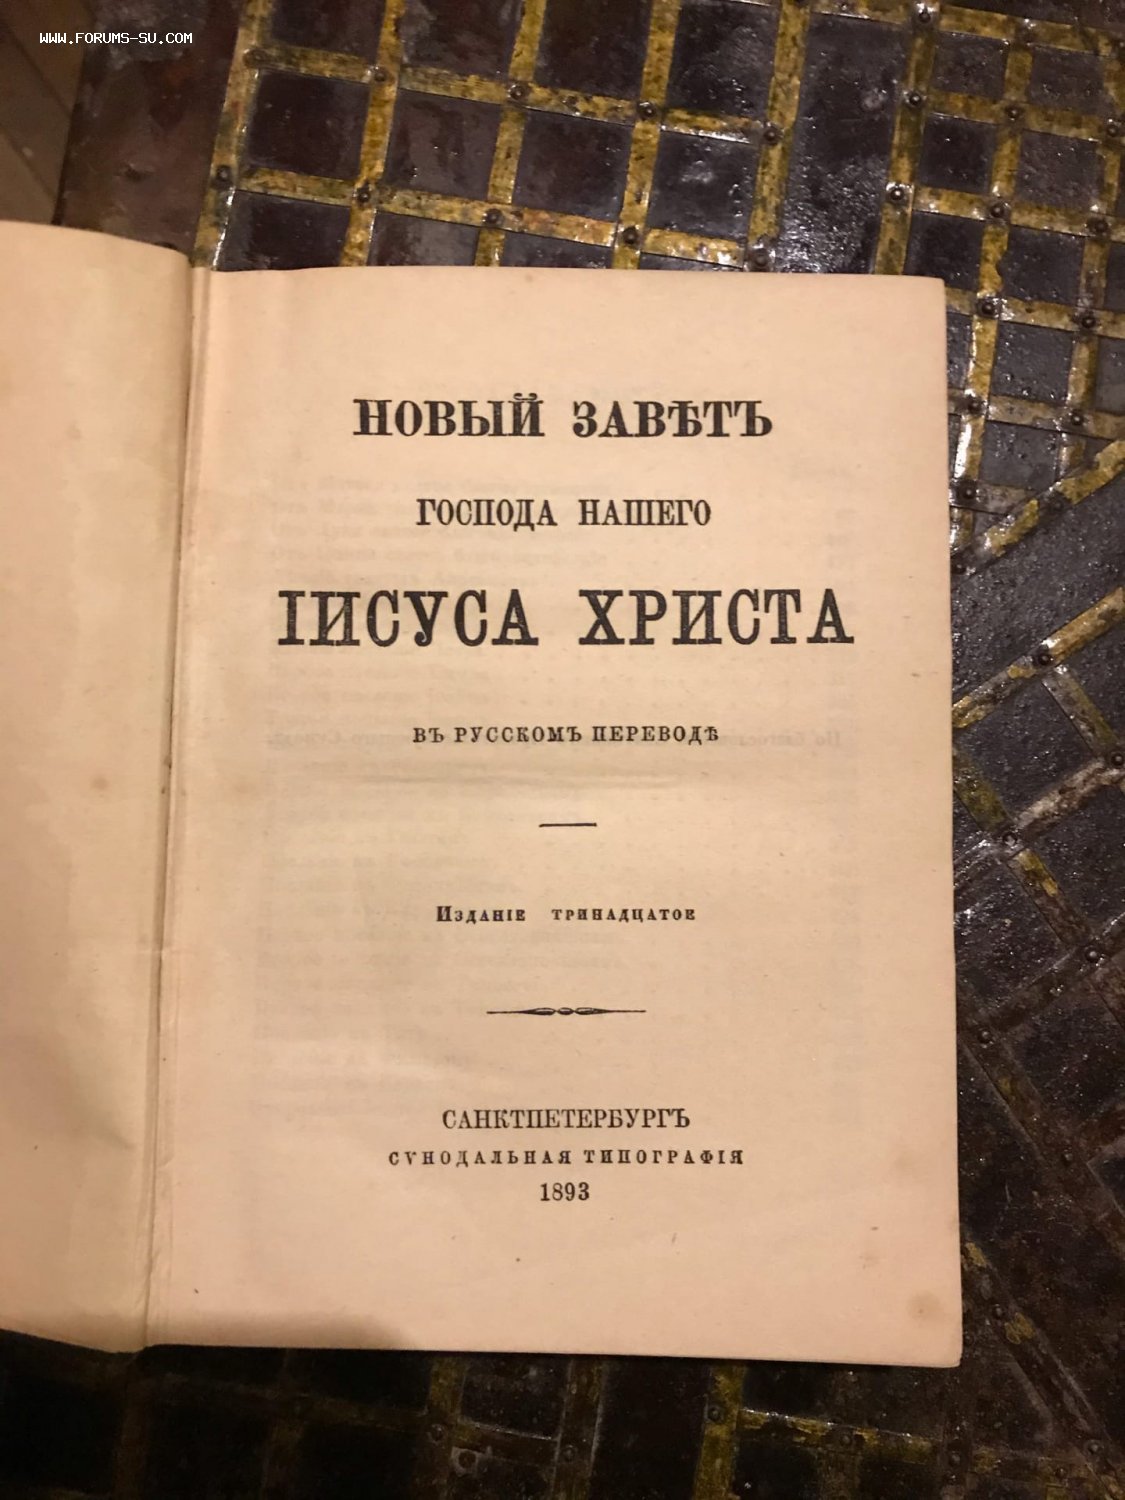 WWW.FORUMS-SU.COM
НОВЫЙ ЗАВѢТЪ
ГОСПОДА НАШЕГО
ІИСУСА ХРИСТА
ВЪ РУССКОМЪ ПЕРЕВОДѢ
ИЗДАНІЕ ТРИНАДЦАТОЕ
САНКТПЕТЕРБУРГЪ
СѴНОДАЛЬНАЯ ТИПОГРАФІЯ
1893